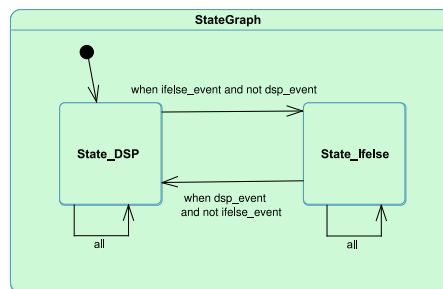 StateGraph
when ifelse_event and not dsp_event
State_DSP
State_Ifelse
when dsp_event
and not ifelse_event
all
all